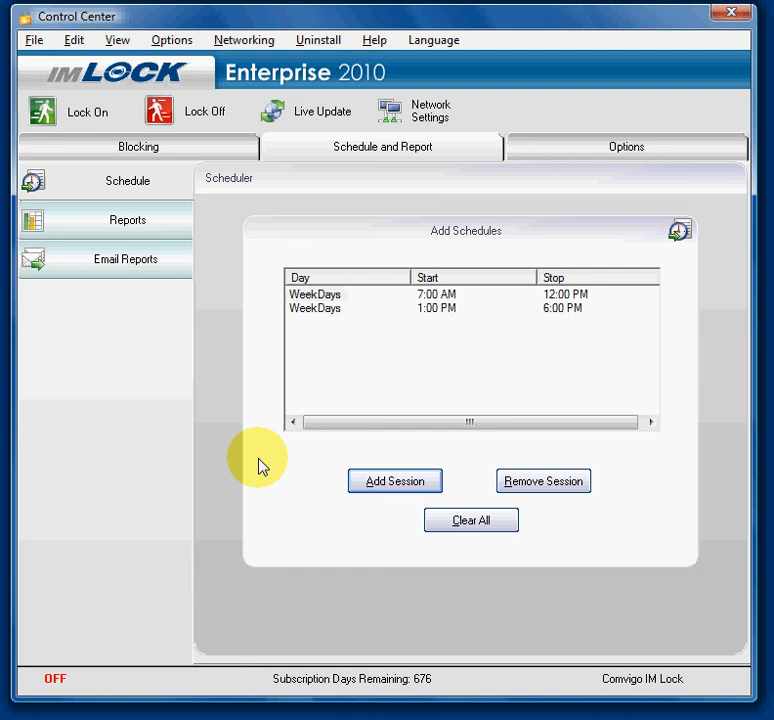 Control Center
File Edit View Options Networking Uninstall Help Language
IM LOCK Enterprise 2010
Lock On Lock Off Live Update Network Settings
Blocking Schedule and Report Options
Schedule
Reports
Email Reports
Scheduler
Add Schedules
Day Start Stop
WeekDays 7:00 AM 12:00 PM
WeekDays 1:00 PM 6:00 PM
Add Session Remove Session
Clear All
OFF Subscription Days Remaining: 676 Comvigo IM Lock